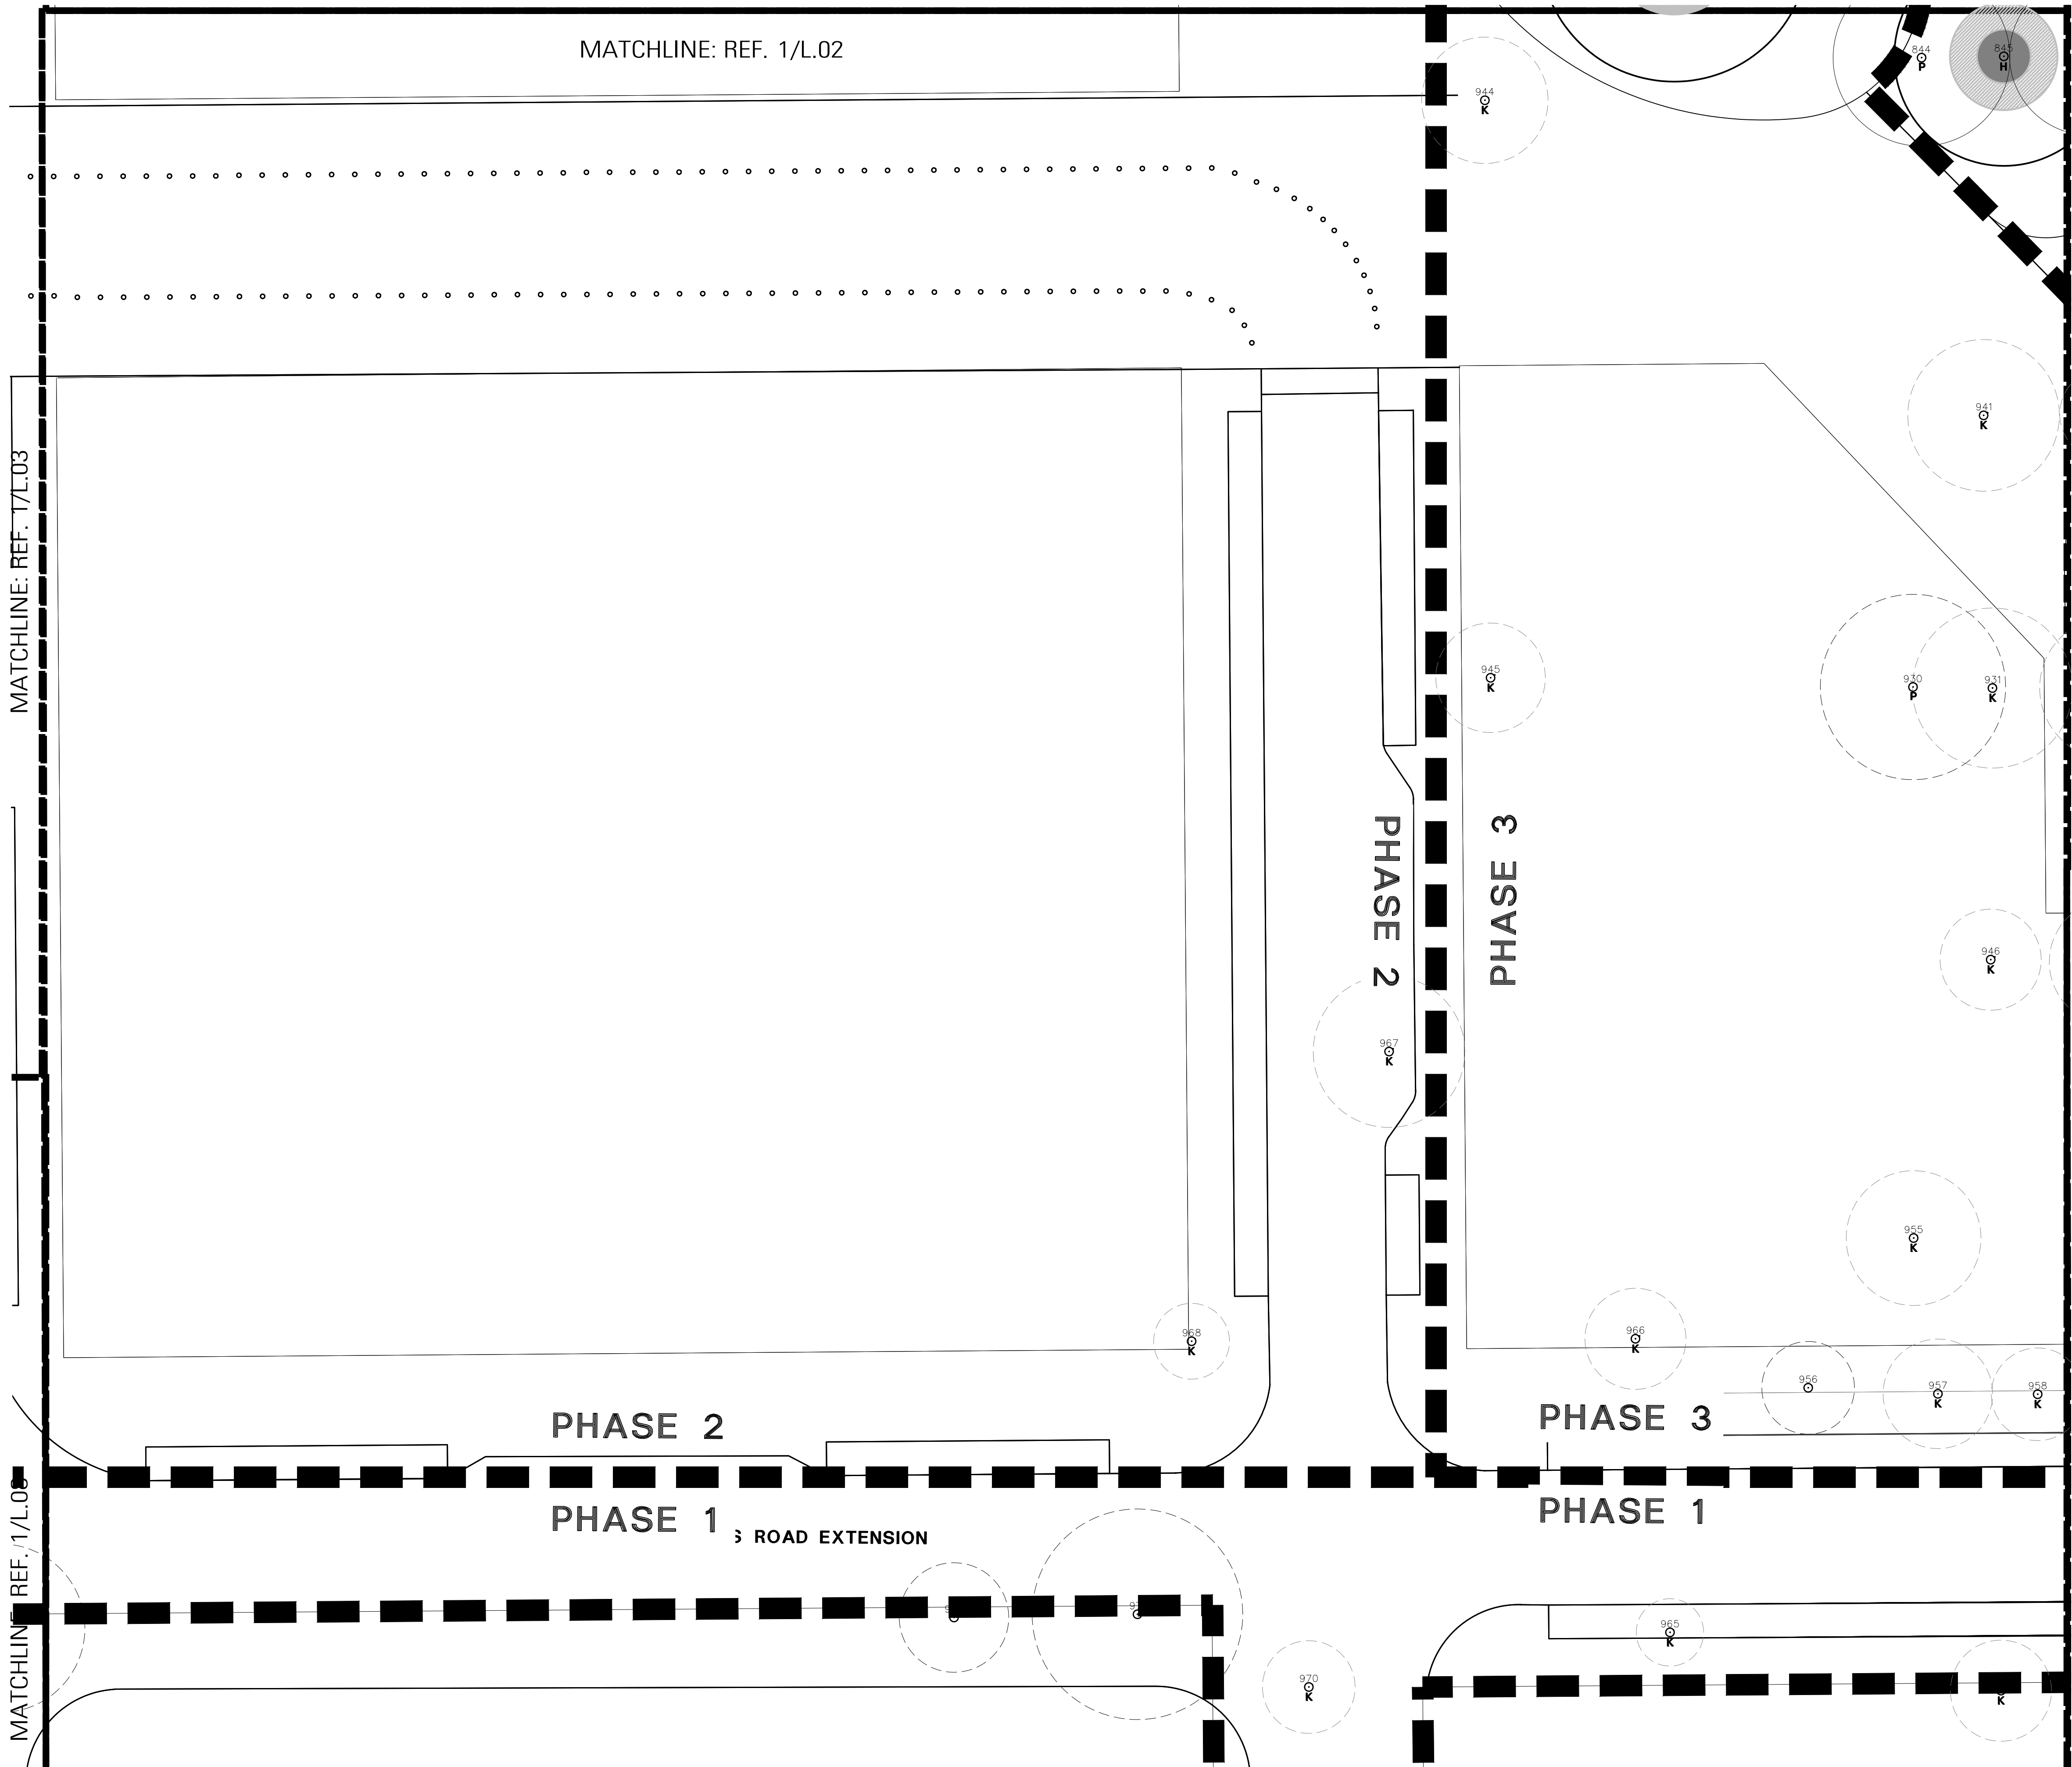 MATCHLINE: REF. 1/L.02
844
P
845
H
944
K
941
K
MATCHLINE: REF. 1/L.03
945
K
930
P
931
K
PHASE 2
PHASE 3
946
K
967
K
955
K
968
K
966
K
956
957
K
958
K
PHASE 2
PHASE 3
PHASE 1
PHASE 1
S ROAD EXTENSION
965
K
970
K
K